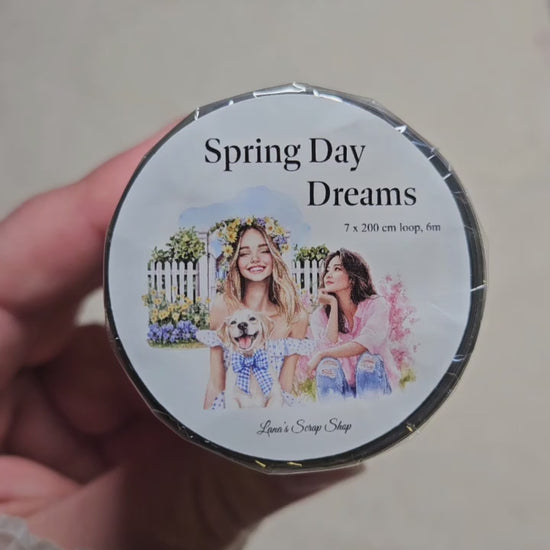 Spring Day
Dreams
7 x 200 cm loop, 6m
Lana's Scrap Shop